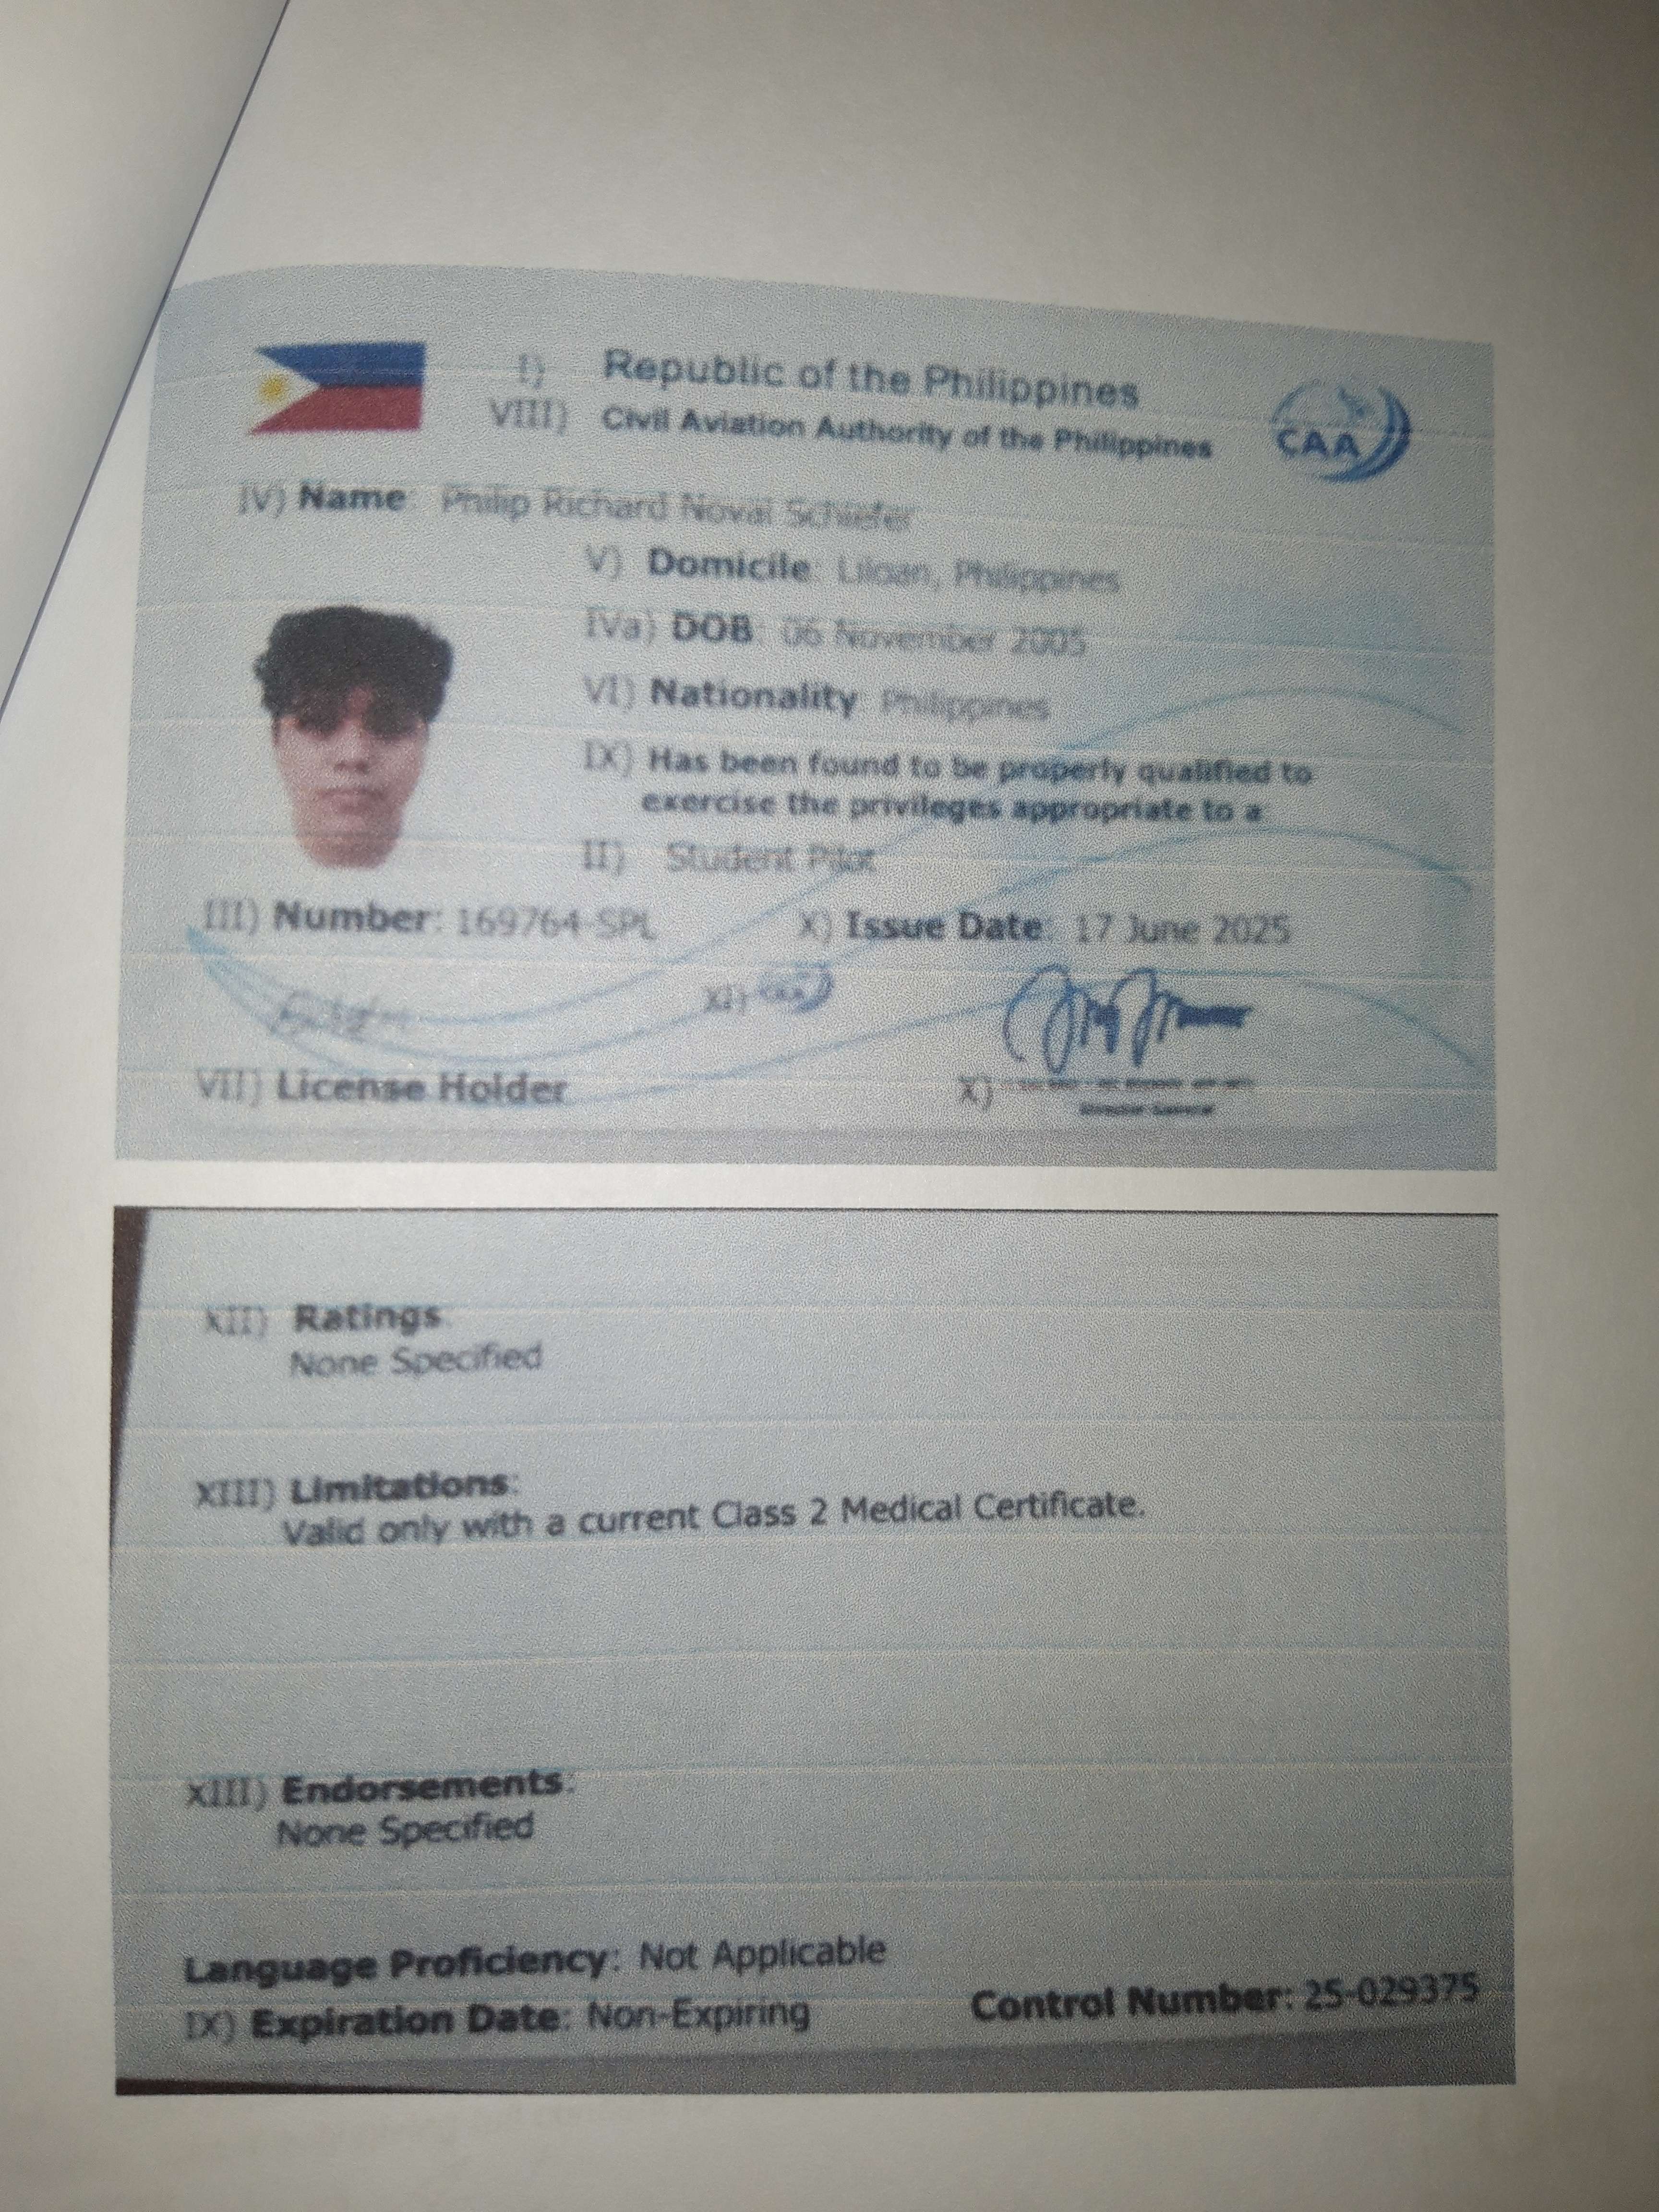 I) Republic of the Philippines
VIII) Civil Aviation Authority of the Philippines
CAA
IV) Name: Philip Richard Noval Schiefer
V) Domicile: Liloan, Philippines
IVa) DOB: 06 November 2005
VI) Nationality Philippines
IX) Has been found to be properly qualified to
exercise the privileges appropriate to a
II) Student Pilot
III) Number: 169764-SPL X) Issue Date: 17 June 2025
XI) CAA
VII) License Holder X)
Director General
XII) Ratings
None Specified
XIII) Limitations:
Valid only with a current Class 2 Medical Certificate.
XIII) Endorsements:
None Specified
Language Proficiency: Not Applicable
IX) Expiration Date: Non-Expiring Control Number: 25-029375